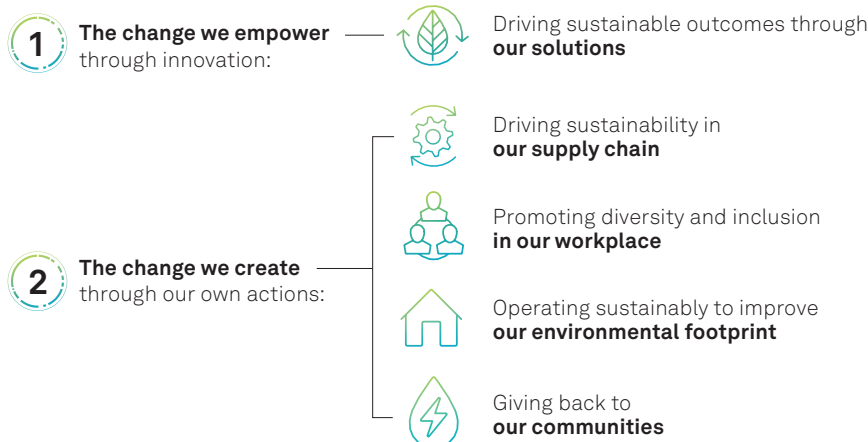 1
The change we empower
through innovation:
Driving sustainable outcomes through
our solutions
2
The change we create
through our own actions:
Driving sustainability in
our supply chain
Promoting diversity and inclusion
in our workplace
Operating sustainably to improve
our environmental footprint
Giving back to
our communities